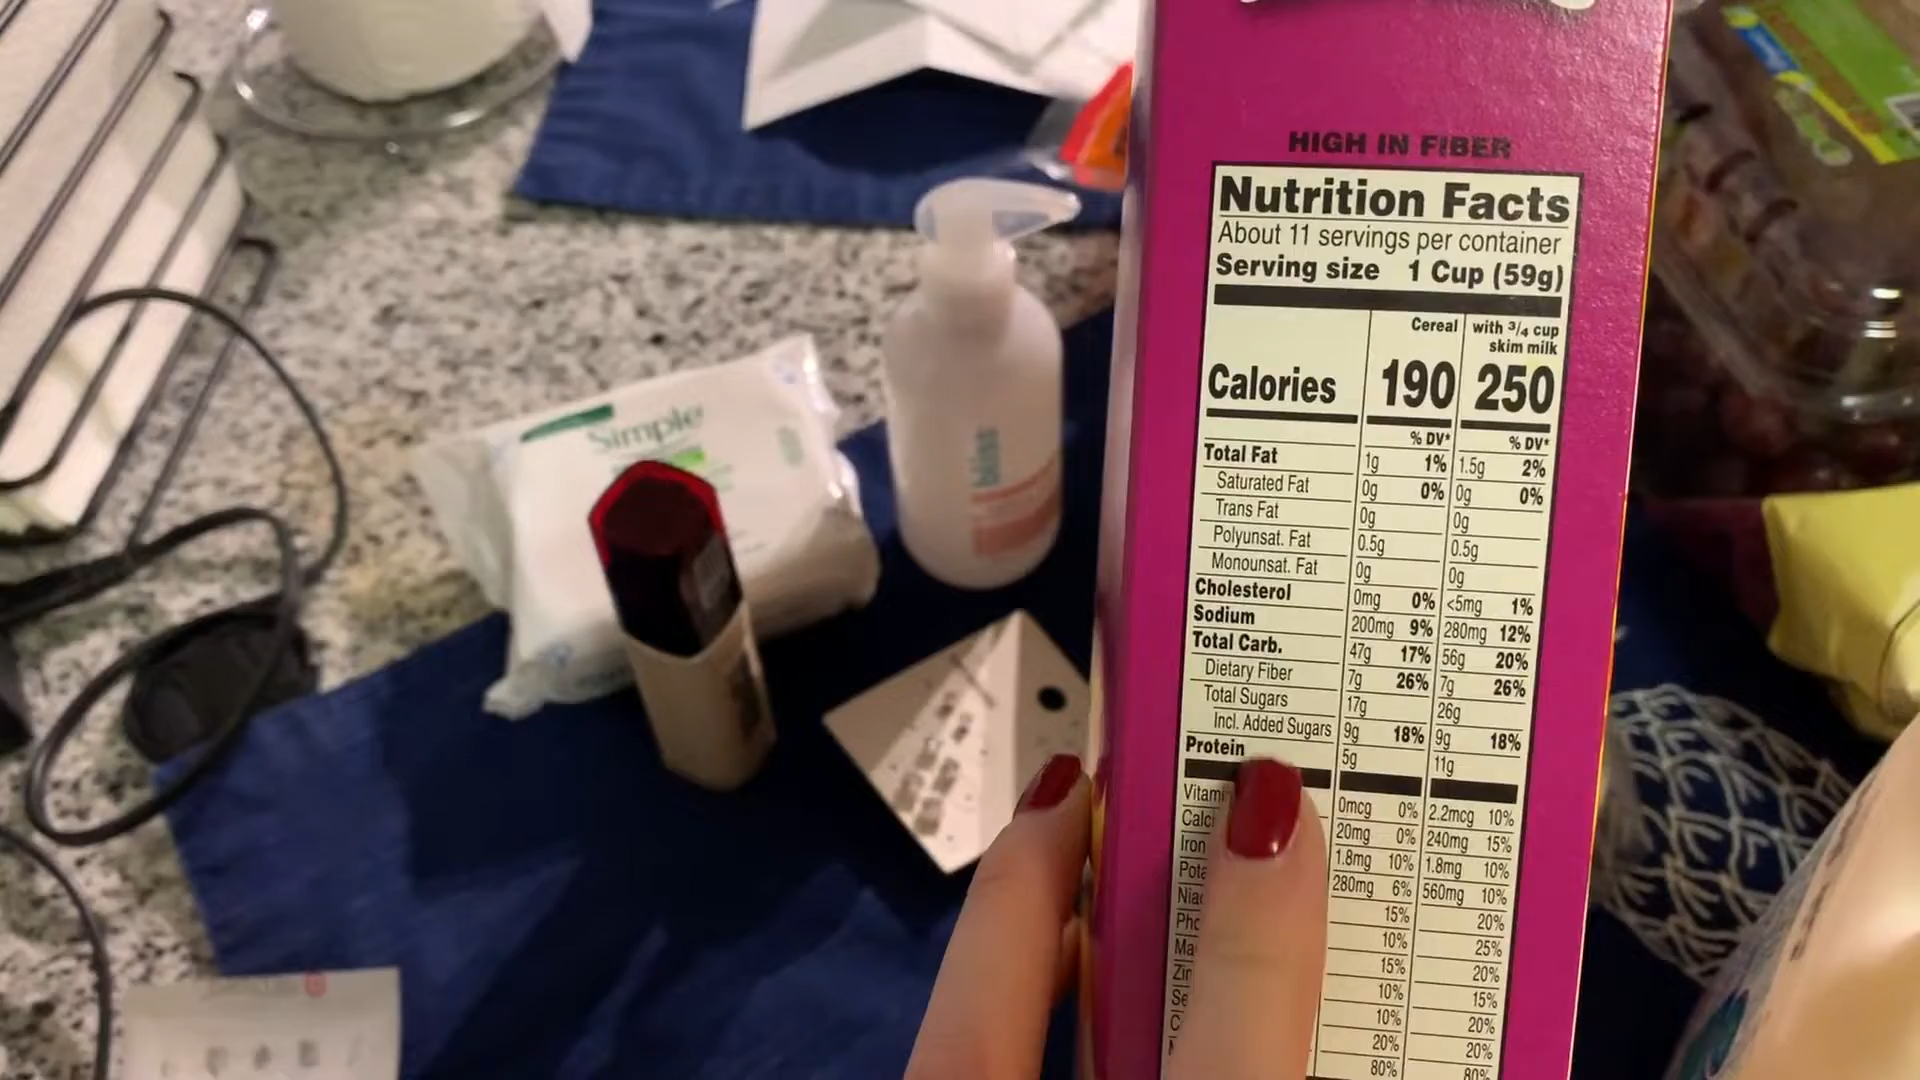 HIGH IN FIBER
Nutrition Facts
About 11 servings per container
Serving size 1 Cup (59g)
Cereal with 3/4 cup
skim milk
Calories 190 250
% DV* % DV*
Total Fat 1g 1% 1.5g 2%
Saturated Fat 0g 0% 0g 0%
Trans Fat 0g 0g
Polyunsat. Fat 0.5g 0.5g
Monounsat. Fat 0g 0g
Cholesterol 0mg 0% <5mg 1%
Sodium 200mg 9% 280mg 12%
Total Carb. 47g 17% 56g 20%
Dietary Fiber 7g 26% 7g 26%
Total Sugars 17g 26g
Incl. Added Sugars 9g 18% 9g 18%
Protein 5g 11g
0mcg 0% 2.2mcg 10%
20mg 0% 240mg 15%
Iron 1.8mg 10% 1.8mg 10%
280mg 6% 560mg 10%
15% 20%
10% 25%
15% 20%
10% 15%
10% 20%
20% 20%
80% 80%
Simple
bliss